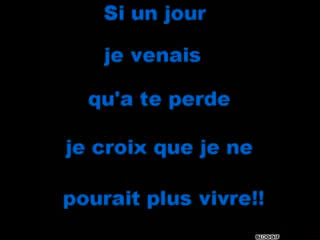 Si un jour
je venais
qu'a te perde
je croix que je ne
pourait plus vivre!!